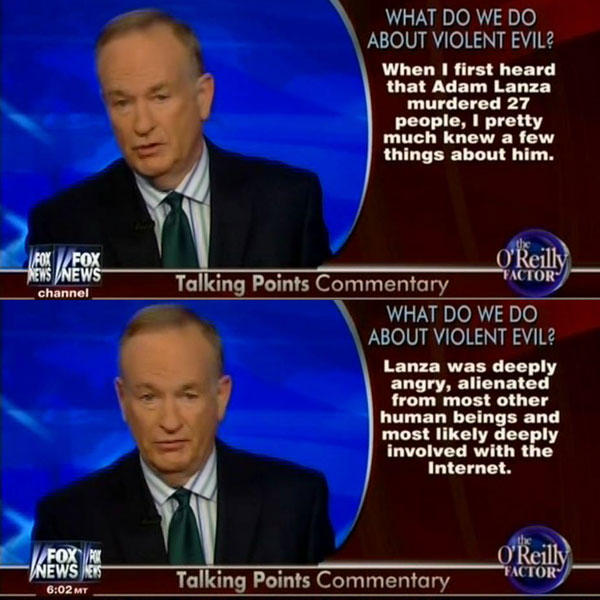 WHAT DO WE DO
ABOUT VIOLENT EVIL?
When I first heard
that Adam Lanza
murdered 27
people, I pretty
much knew a few
things about him.
the
O'Reilly
FACTOR
FOX
NEWS
FOX
NEWS
channel
Talking Points Commentary
WHAT DO WE DO
ABOUT VIOLENT EVIL?
Lanza was deeply
angry, alienated
from most other
human beings and
most likely deeply
involved with the
Internet.
the
O'Reilly
FACTOR
FOX
NEWS
FOX
NEWS
6:02 MT
Talking Points Commentary